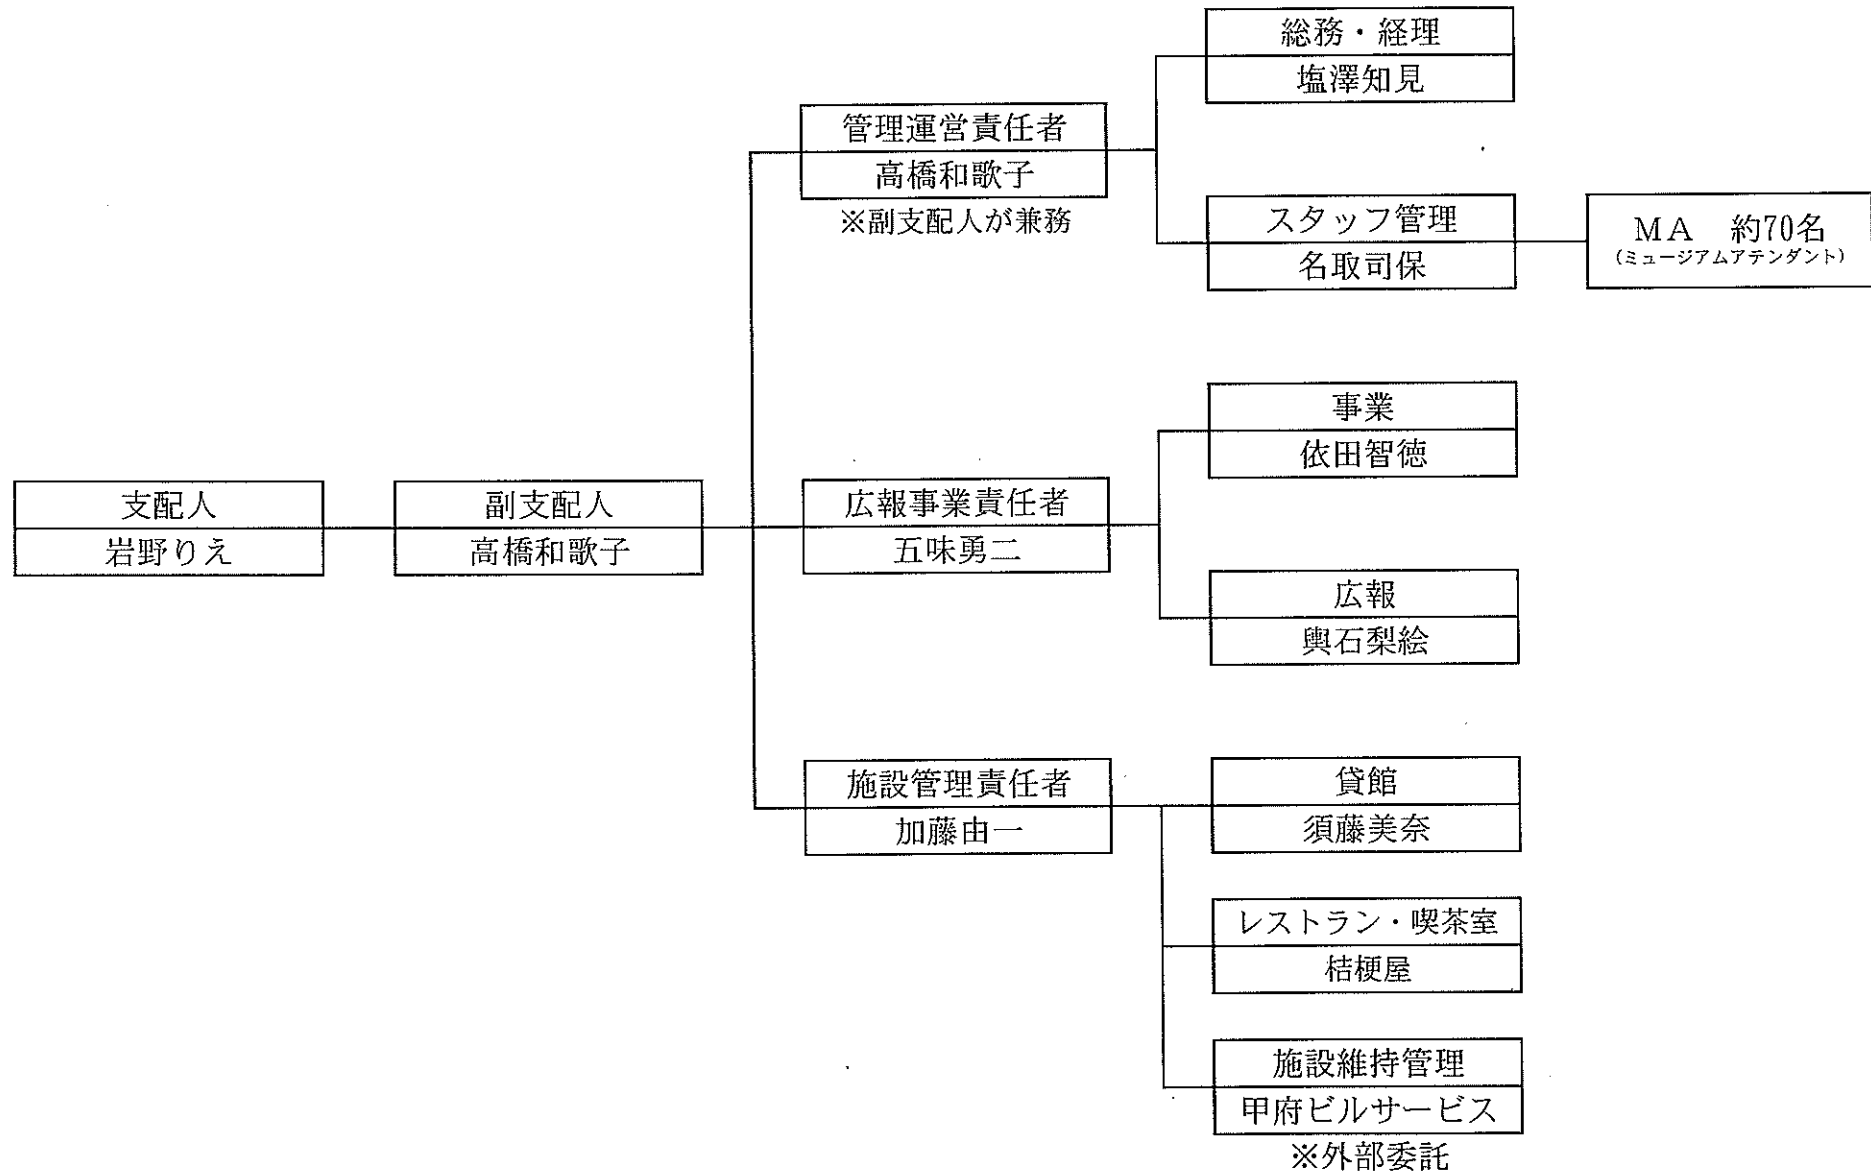 支配人
岩野りえ
副支配人
高橋和歌子
管理運営責任者
高橋和歌子
※副支配人が兼務
総務・経理
塩澤知見
スタッフ管理
名取司保
MA　約70名
(ミュージアムアテンダント)
広報事業責任者
五味勇二
事業
依田智徳
広報
輿石梨絵
施設管理責任者
加藤由一
貸館
須藤美奈
レストラン・喫茶室
桔梗屋
施設維持管理
甲府ビルサービス
※外部委託